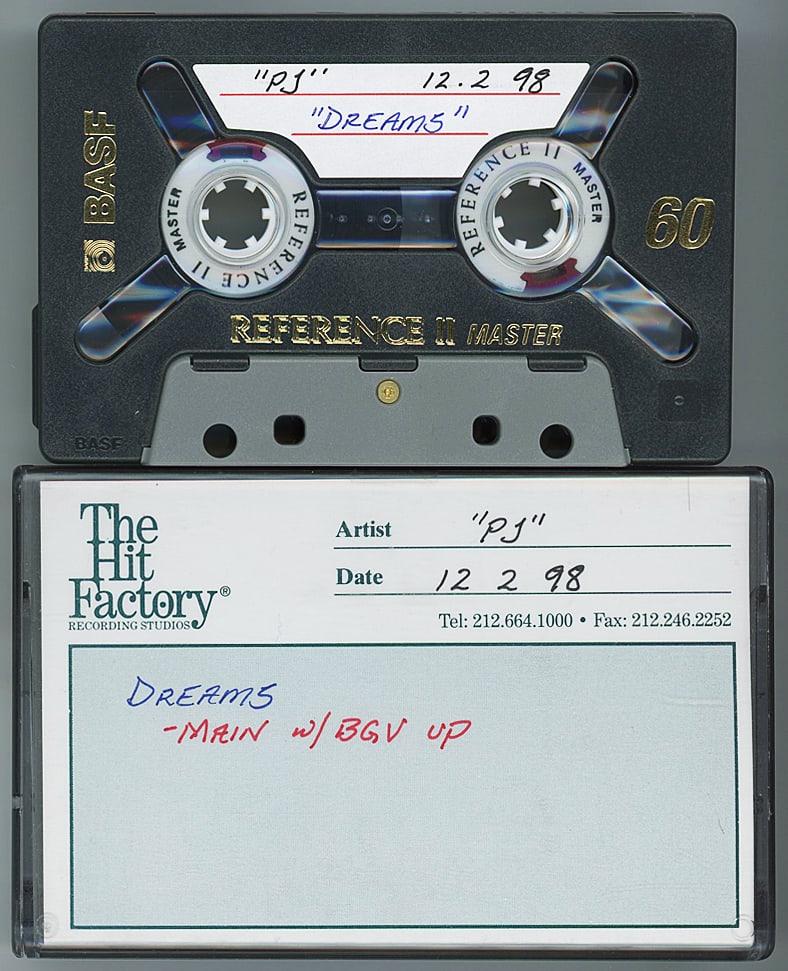 "PJ" 12.2 98
"DREAMS"
BASF
REFERENCE II MASTER
REFERENCE II MASTER
60
REFERENCE II MASTER
BASF
The
Hit
Factory®
RECORDING STUDIOS
Artist "PJ"
Date 12 2 98
Tel: 212.664.1000 • Fax: 212.246.2252
DREAMS
-MAIN w/ BGV UP